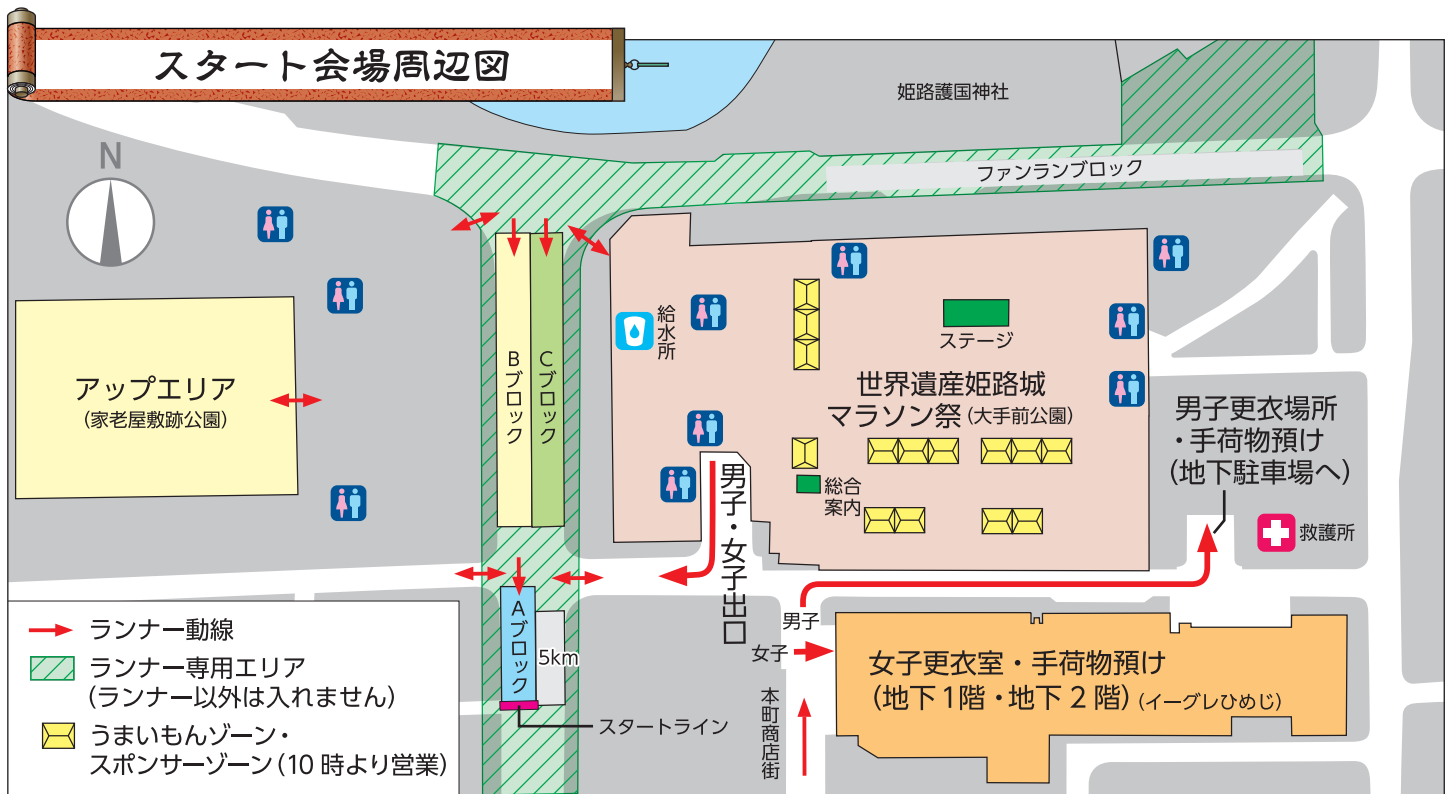 スタート会場周辺図
姫路護国神社
ファンランブロック
N
給水所
Bブロック
Cブロック
ステージ
アップエリア
(家老屋敷跡公園)
世界遺産姫路城
マラソン祭(大手前公園)
男子更衣場所
・手荷物預け
(地下駐車場へ)
総合
案内
救護所
男子・女子出口
Aブロック
5km
男子
女子
女子更衣室・手荷物預け
(地下1階・地下2階)(イーグレひめじ)
本町商店街
スタートライン
ランナー動線
ランナー専用エリア
(ランナー以外は入れません)
うまいもんゾーン・
スポンサーゾーン(10時より営業)